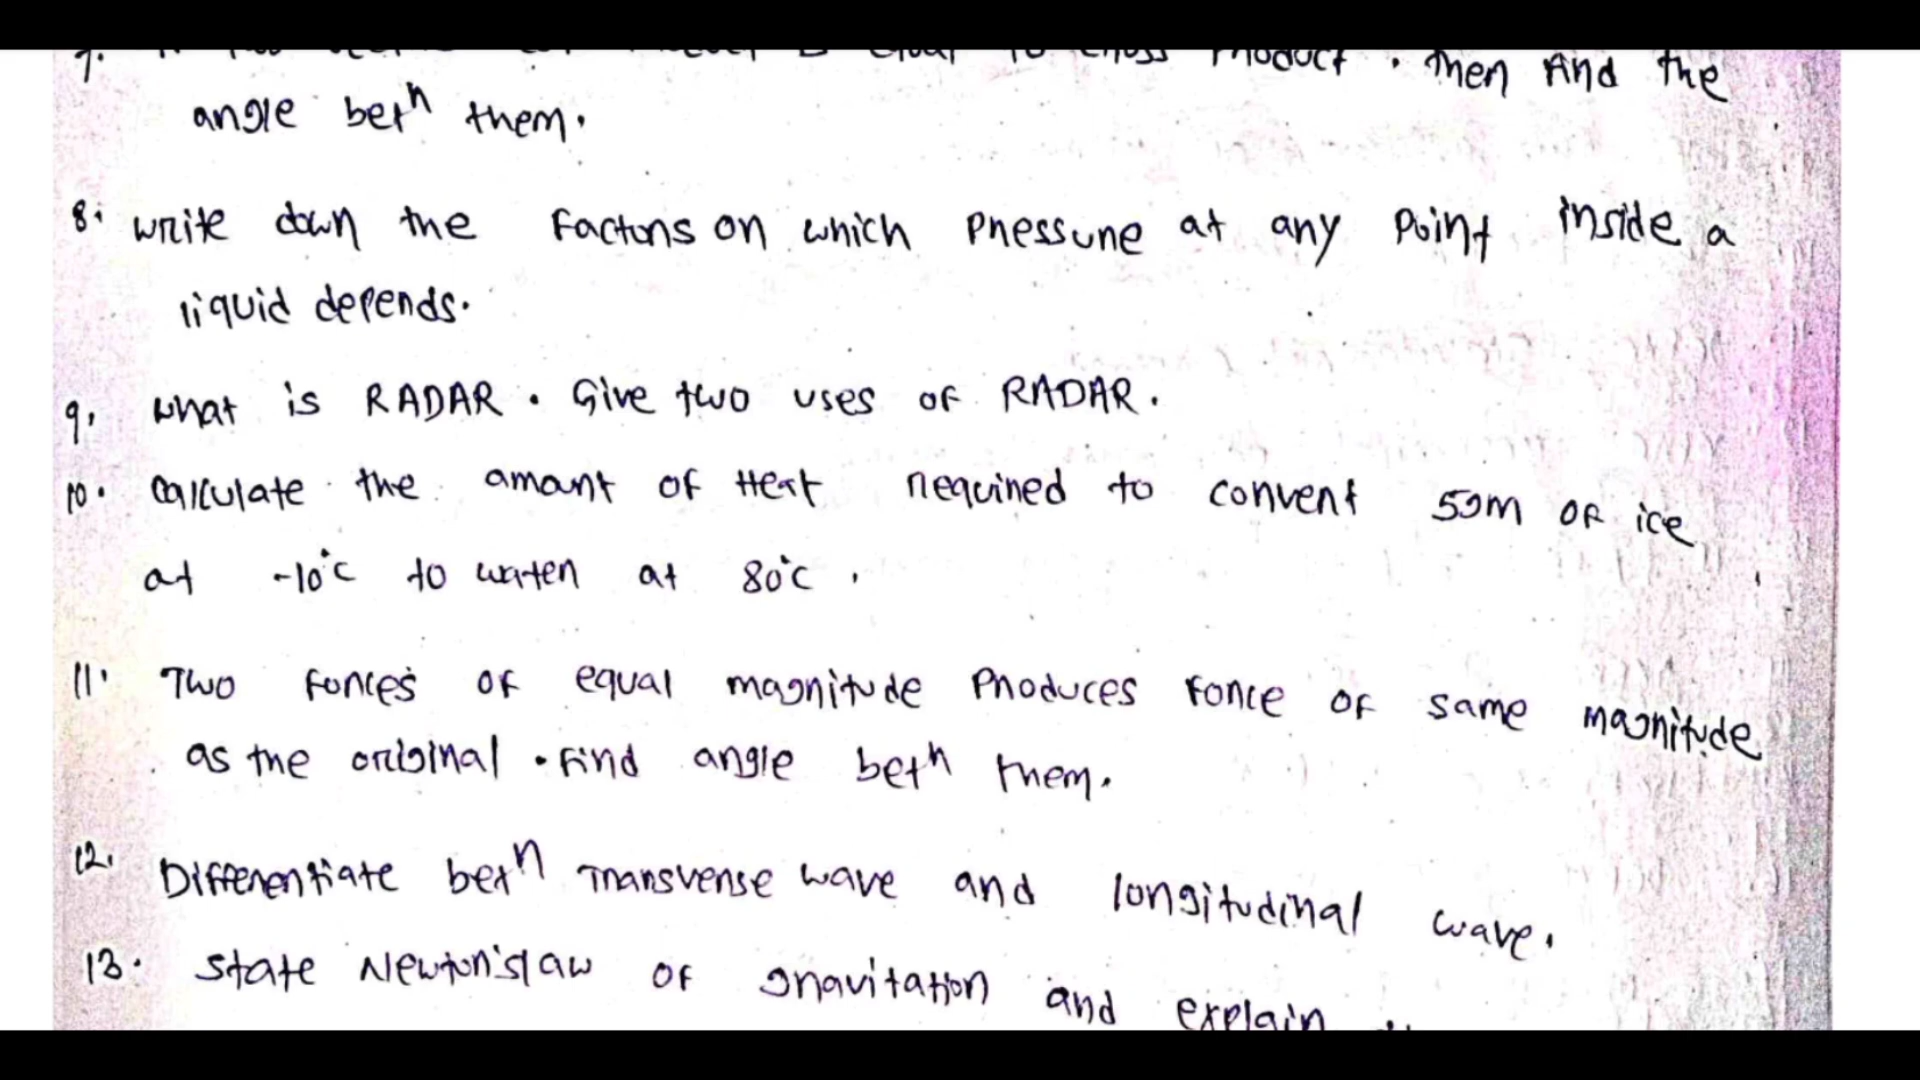 7. Product. Then find the
angle betn them.
8. write down the factors on which pressure at any point inside a
liquid depends.
9. what is RADAR. Give two uses of RADAR.
10. calculate the amount of Heat required to convert 5gm of ice
at -10°C to water at 80°C.
11. Two forces of equal magnitude produces force of same magnitude
as the original. find angle betn them.
12. Differentiate betn Transverse wave and longitudinal wave.
13. state Newton's law of gravitation and explain